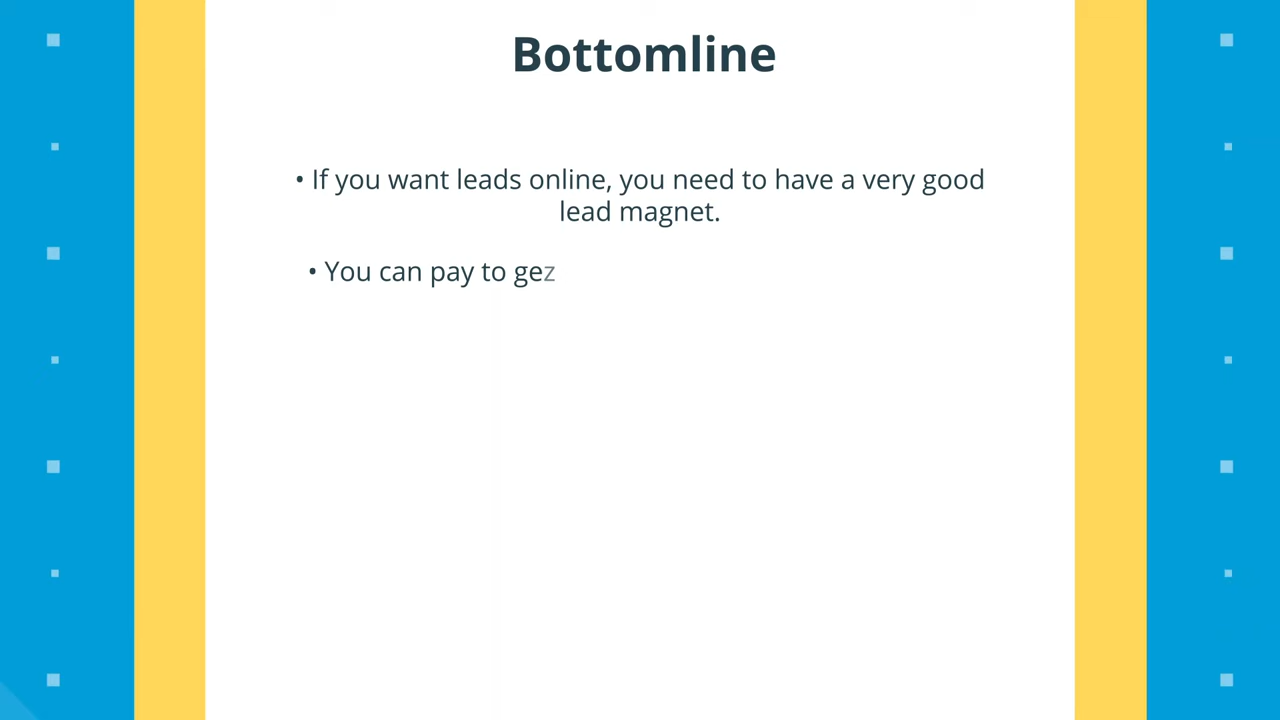 Bottomline
• If you want leads online, you need to have a very good
lead magnet.
• You can pay to gez